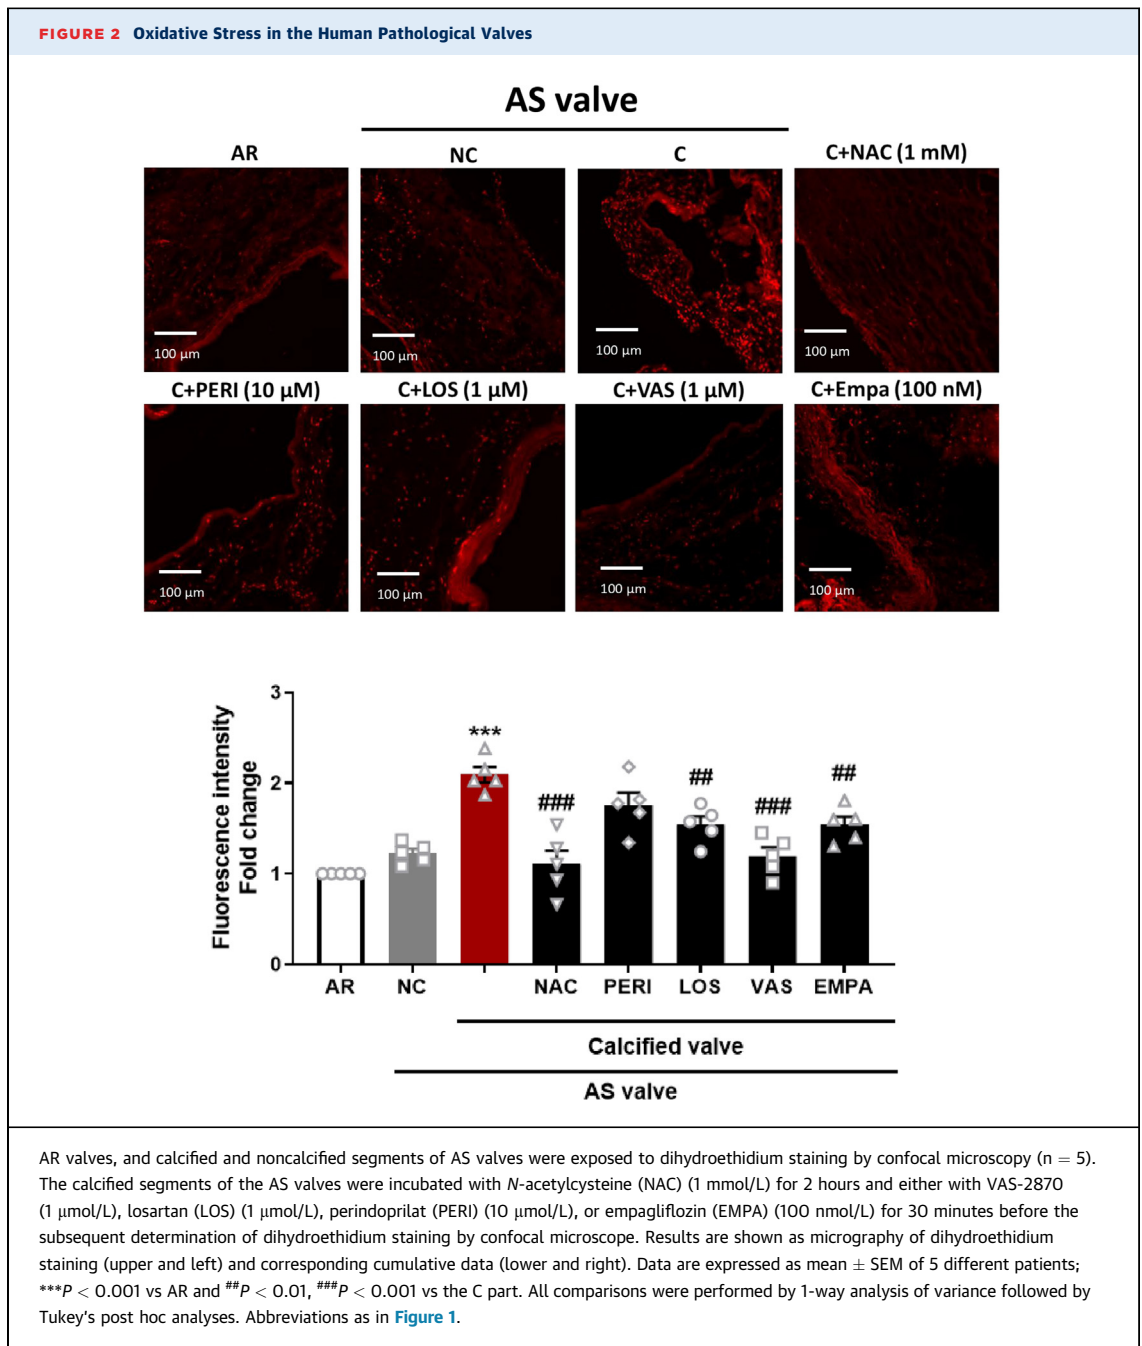 FIGURE 2 Oxidative Stress in the Human Pathological Valves
AS valve
AR NC C C+NAC (1 mM)
100 µm 100 µm 100 µm 100 µm
C+PERI (10 µM) C+LOS (1 µM) C+VAS (1 µM) C+Empa (100 nM)
100 µm 100 µm 100 µm 100 µm
Fluorescence intensity
Fold change
3
2
1
0
*** ### ## ### ##
AR NC NAC PERI LOS VAS EMPA
Calcified valve
AS valve
AR valves, and calcified and noncalcified segments of AS valves were exposed to dihydroethidium staining by confocal microscopy (n = 5).
The calcified segments of the AS valves were incubated with N-acetylcysteine (NAC) (1 mmol/L) for 2 hours and either with VAS-2870
(1 μmol/L), losartan (LOS) (1 μmol/L), perindoprilat (PERI) (10 μmol/L), or empagliflozin (EMPA) (100 nmol/L) for 30 minutes before the
subsequent determination of dihydroethidium staining by confocal microscope. Results are shown as micrography of dihydroethidium
staining (upper and left) and corresponding cumulative data (lower and right). Data are expressed as mean ± SEM of 5 different patients;
***P < 0.001 vs AR and ##P < 0.01, ###P < 0.001 vs the C part. All comparisons were performed by 1-way analysis of variance followed by
Tukey's post hoc analyses. Abbreviations as in Figure 1.